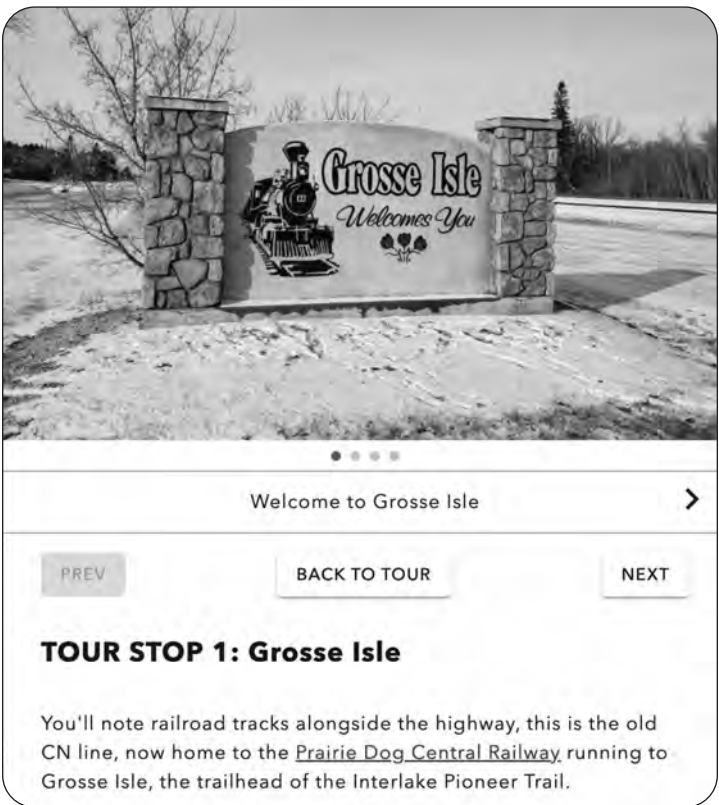 Grosse Isle
Welcomes You
Welcome to Grosse Isle
PREV
BACK TO TOUR
NEXT
TOUR STOP 1: Grosse Isle
You'll note railroad tracks alongside the highway, this is the old
CN line, now home to the Prairie Dog Central Railway running to
Grosse Isle, the trailhead of the Interlake Pioneer Trail.